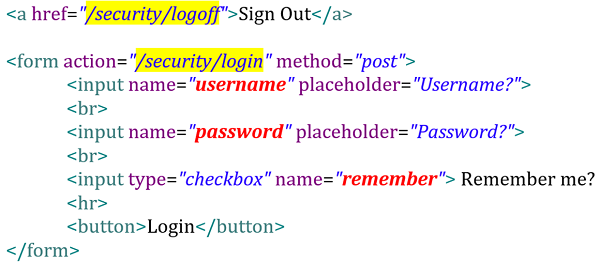 <a href="/security/logoff">Sign Out</a>
<form action="/security/login" method="post">
<input name="username" placeholder="Username?">
<br>
<input name="password" placeholder="Password?">
<br>
<input type="checkbox" name="remember"> Remember me?
<hr>
<button>Login</button>
</form>